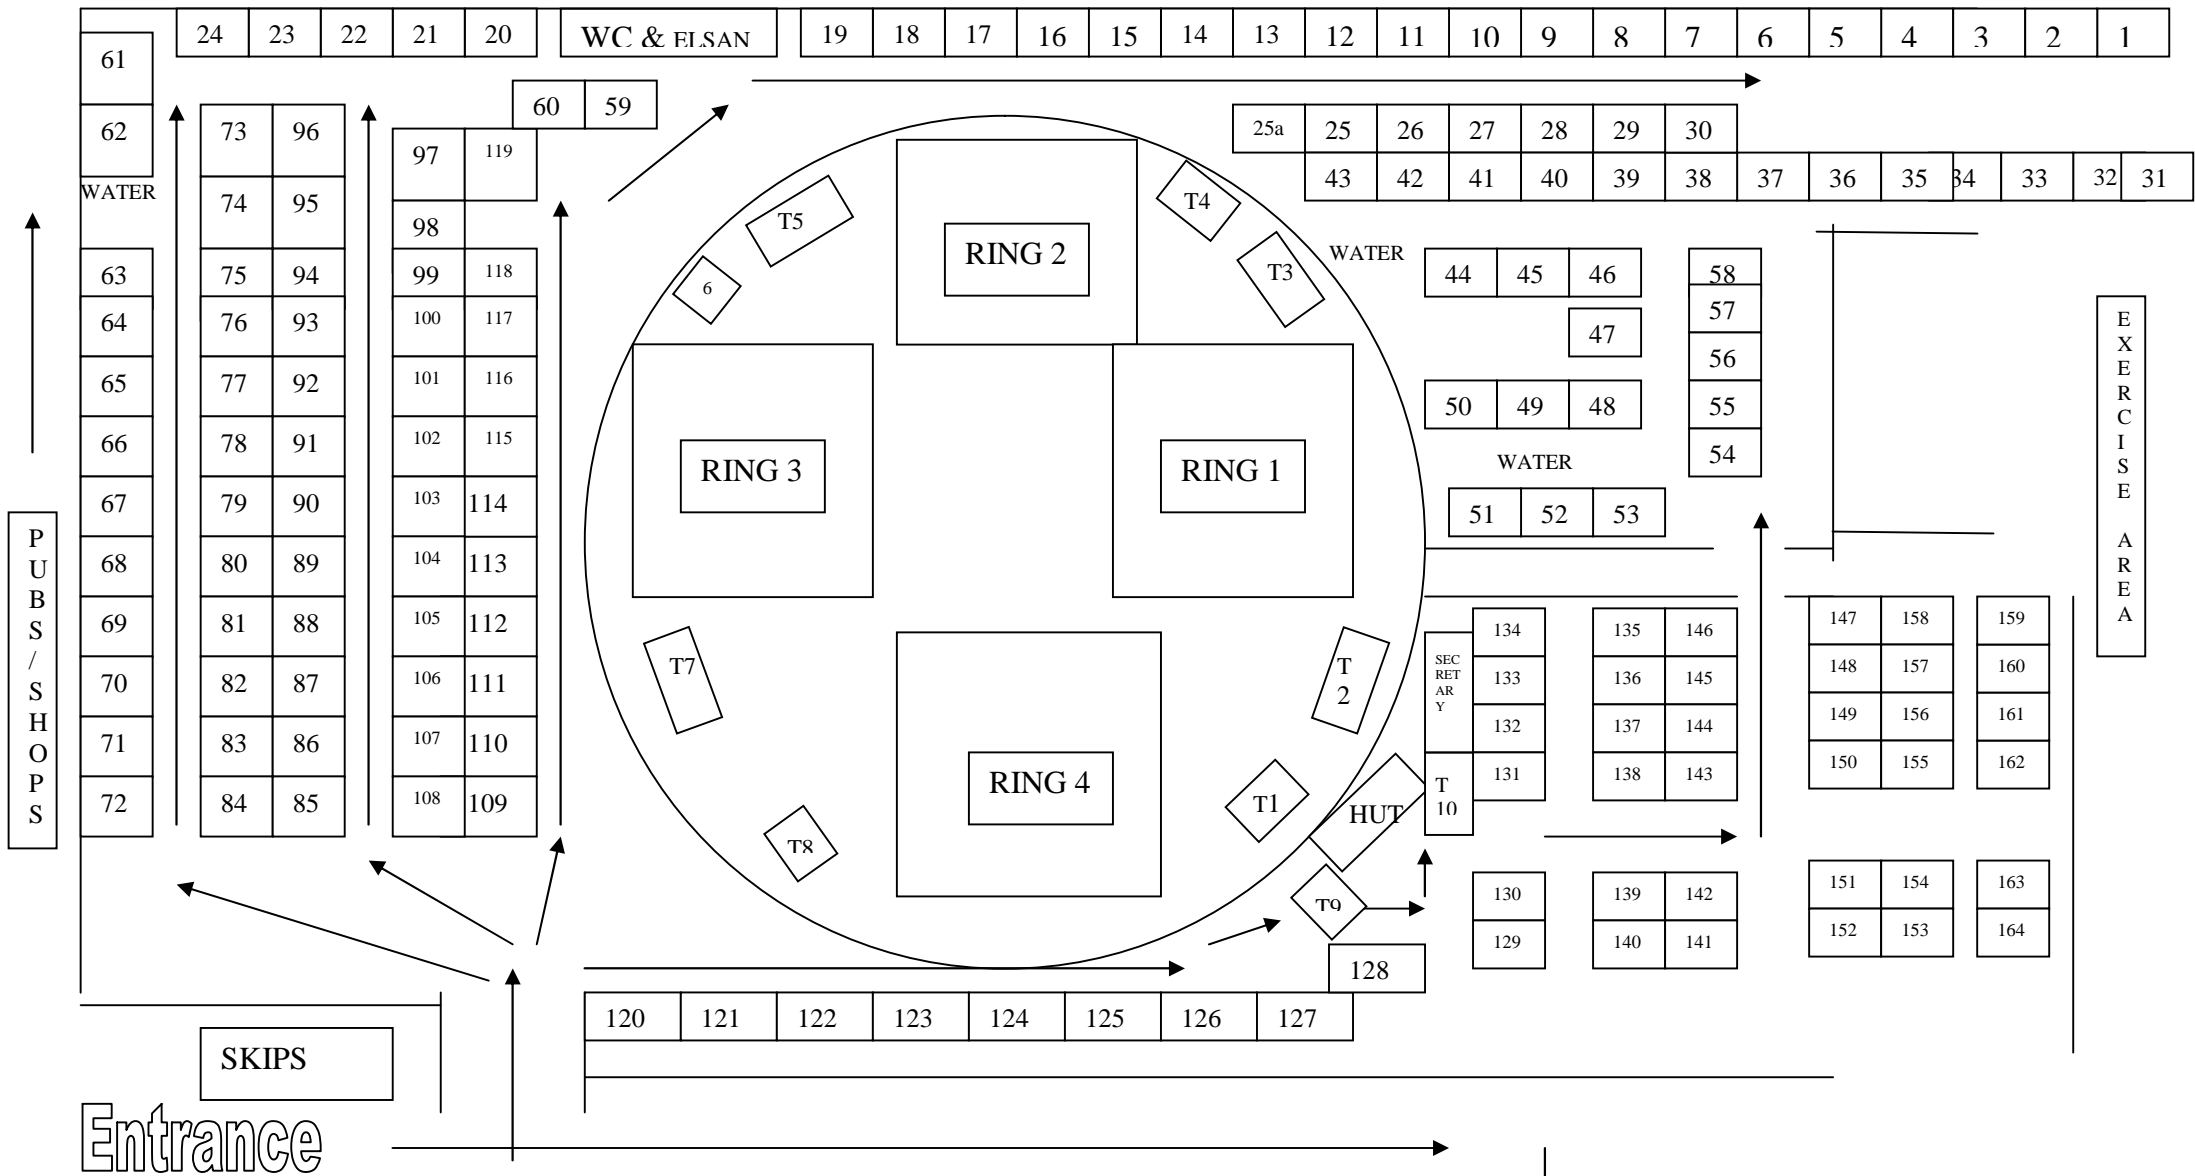 24 23 22 21 20 WC & ELSAN 19 18 17 16 15 14 13 12 11 10 9 8 7 6 5 4 3 2 1
61
60 59
62 73 96 97 119 25a 25 26 27 28 29 30
WATER 74 95 98 43 42 41 40 39 38 37 36 35 34 33 32 31
T5 T4
RING 2
T3
WATER
63 75 94 99 118 6 44 45 46 58
64 76 93 100 117 47 57
56
65 77 92 101 116
50 49 48 55
66 78 91 102 115
WATER 54
RING 3 RING 1
67 79 90 103 114 51 52 53
68 80 89 104 113
69 81 88 105 112
70 82 87 106 111
71 83 86 107 110
72 84 85 108 109
PUBS/SHOPS
EXERCISE AREA
T7
T
2
SEC
RET
AR
Y
134 135 146 147 158 159
133 136 145 148 157 160
132 137 144 149 156 161
131 138 143 150 155 162
RING 4
T1
HUT
T
10
T8
T9
130 139 142 151 154 163
129 140 141 152 153 164
128
120 121 122 123 124 125 126 127
SKIPS
Entrance